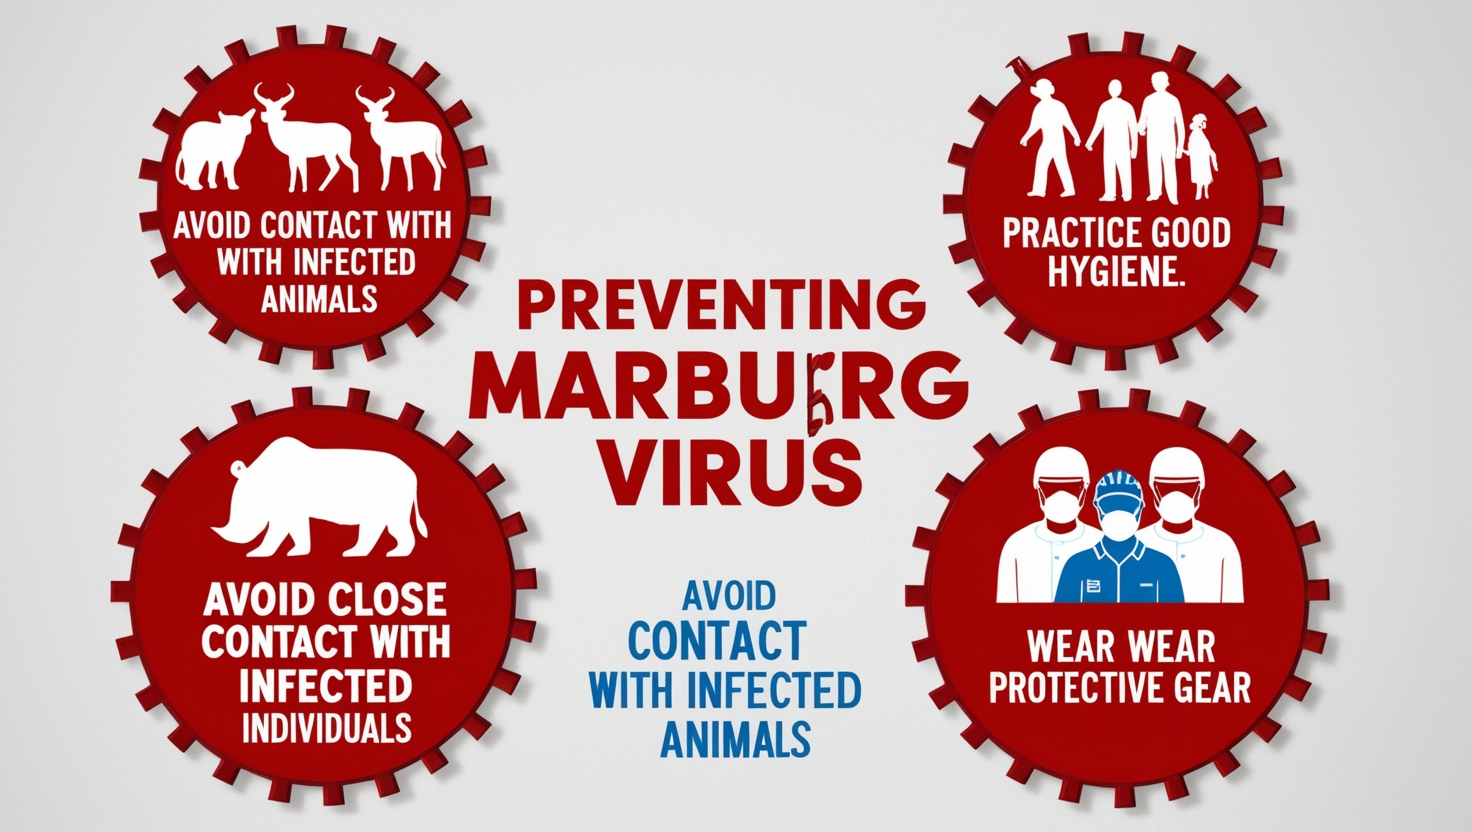 AVOID CONTACT WITH
WITH INFECTED
ANIMALS
PRACTICE GOOD
HYGIENE.
PREVENTING
MARBURG
VIRUS
AVOID CLOSE
CONTACT WITH
INFECTED
INDIVIDUALS
AVOID
CONTACT
WITH INFECTED
ANIMALS
WEAR WEAR
PROTECTIVE GEAR